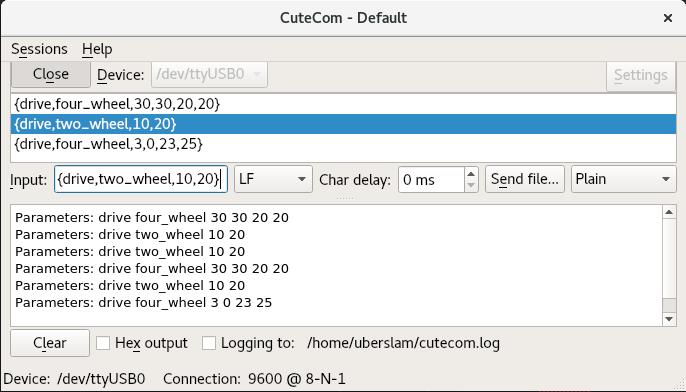 CuteCom - Default
Sessions Help
Close Device: /dev/ttyUSB0 Settings
{drive,four_wheel,30,30,20,20}
{drive,two_wheel,10,20}
{drive,four_wheel,3,0,23,25}
Input: {drive,two_wheel,10,20} LF Char delay: 0 ms Send file... Plain
Parameters: drive four_wheel 30 30 20 20
Parameters: drive two_wheel 10 20
Parameters: drive two_wheel 10 20
Parameters: drive four_wheel 30 30 20 20
Parameters: drive two_wheel 10 20
Parameters: drive four_wheel 3 0 23 25
Clear Hex output Logging to: /home/uberslam/cutecom.log
Device: /dev/ttyUSB0 Connection: 9600 @ 8-N-1